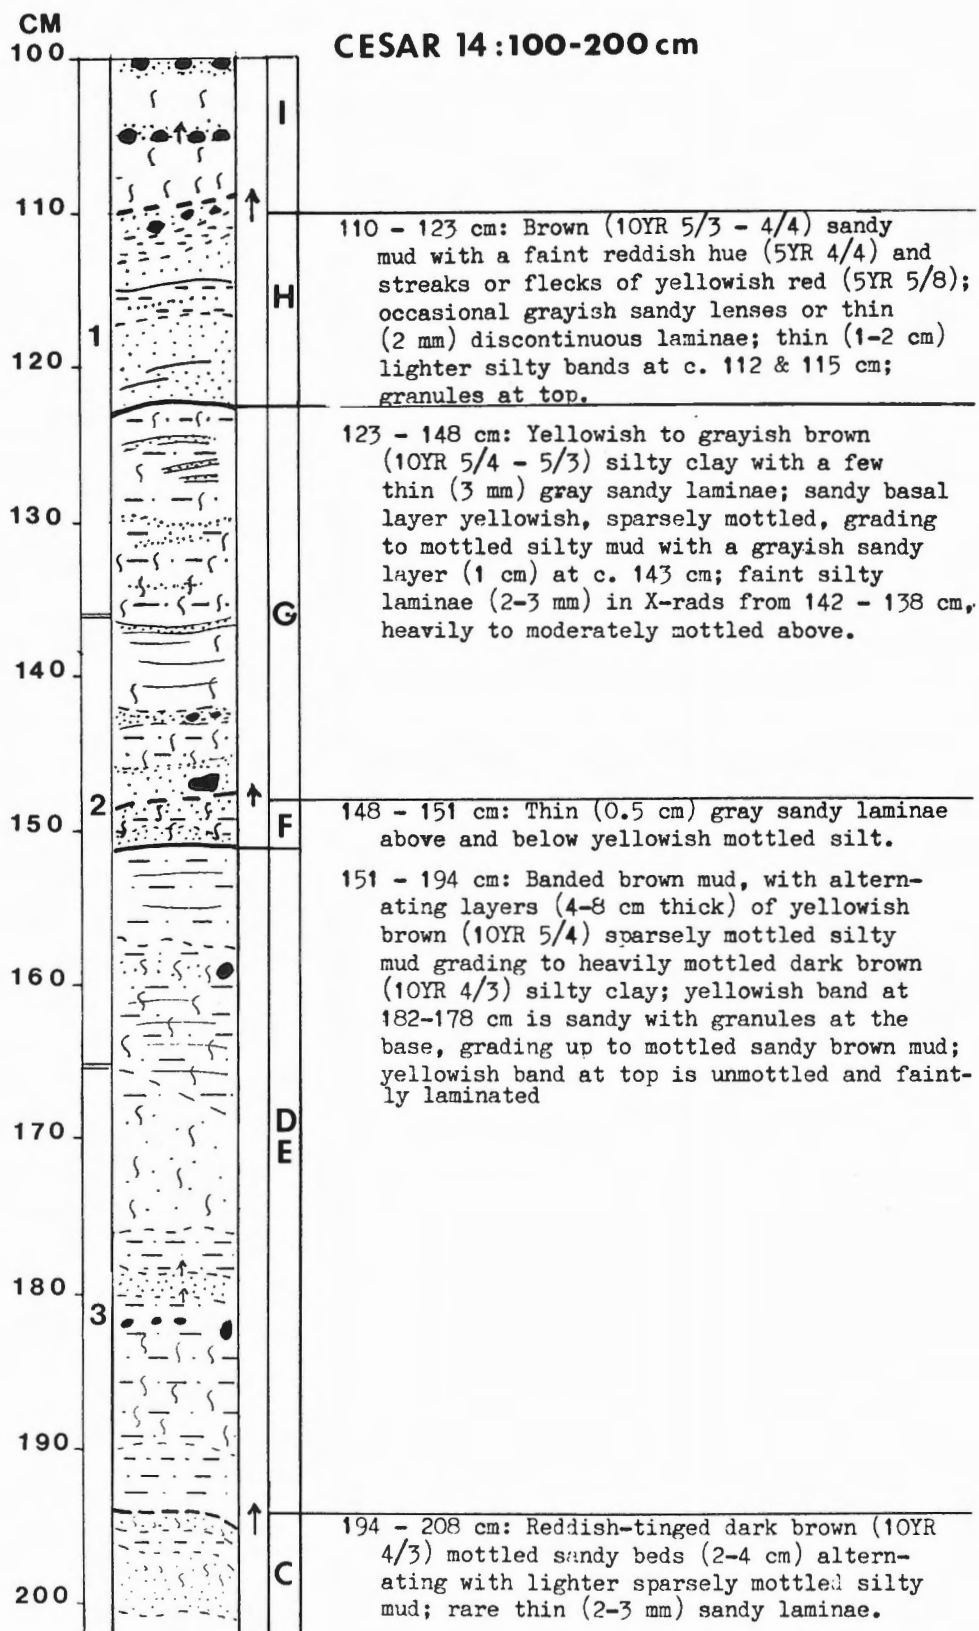 CM
CESAR 14:100-200 cm
100
I
110
110 - 123 cm: Brown (10YR 5/3 - 4/4) sandy
mud with a faint reddish hue (5YR 4/4) and
streaks or flecks of yellowish red (5YR 5/8);
occasional grayish sandy lenses or thin
(2 mm) discontinuous laminae; thin (1-2 cm)
lighter silty bands at c. 112 & 115 cm;
granules at top.
H
1
120
123 - 148 cm: Yellowish to grayish brown
(10YR 5/4 - 5/3) silty clay with a few
thin (3 mm) gray sandy laminae; sandy basal
layer yellowish, sparsely mottled, grading
to mottled silty mud with a grayish sandy
layer (1 cm) at c. 143 cm; faint silty
laminae (2-3 mm) in X-rads from 142 - 138 cm,
heavily to moderately mottled above.
130
G
140
2
150
F
148 - 151 cm: Thin (0.5 cm) gray sandy laminae
above and below yellowish mottled silt.
151 - 194 cm: Banded brown mud, with altern-
ating layers (4-8 cm thick) of yellowish
brown (10YR 5/4) sparsely mottled silty
mud grading to heavily mottled dark brown
(10YR 4/3) silty clay; yellowish band at
182-178 cm is sandy with granules at the
base, grading up to mottled sandy brown mud;
yellowish band at top is unmottled and faint-
ly laminated
160
170
D
E
180
3
190
194 - 208 cm: Reddish-tinged dark brown (10YR
4/3) mottled sandy beds (2-4 cm) altern-
ating with lighter sparsely mottled silty
mud; rare thin (2-3 mm) sandy laminae.
C
200